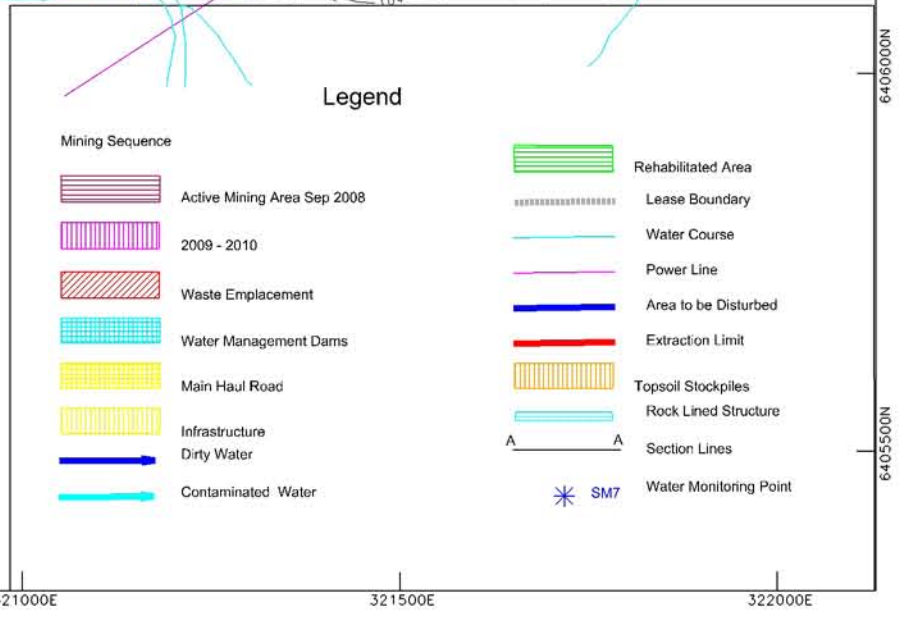 6406000N
Legend
Mining Sequence
Active Mining Area Sep 2008
2009 - 2010
Waste Emplacement
Water Management Dams
Main Haul Road
Infrastructure
Dirty Water
Contaminated Water
Rehabilitated Area
Lease Boundary
Water Course
Power Line
Area to be Disturbed
Extraction Limit
Topsoil Stockpiles
Rock Lined Structure
A A
Section Lines
SM7
Water Monitoring Point
6405500N
21000E
321500E
322000E